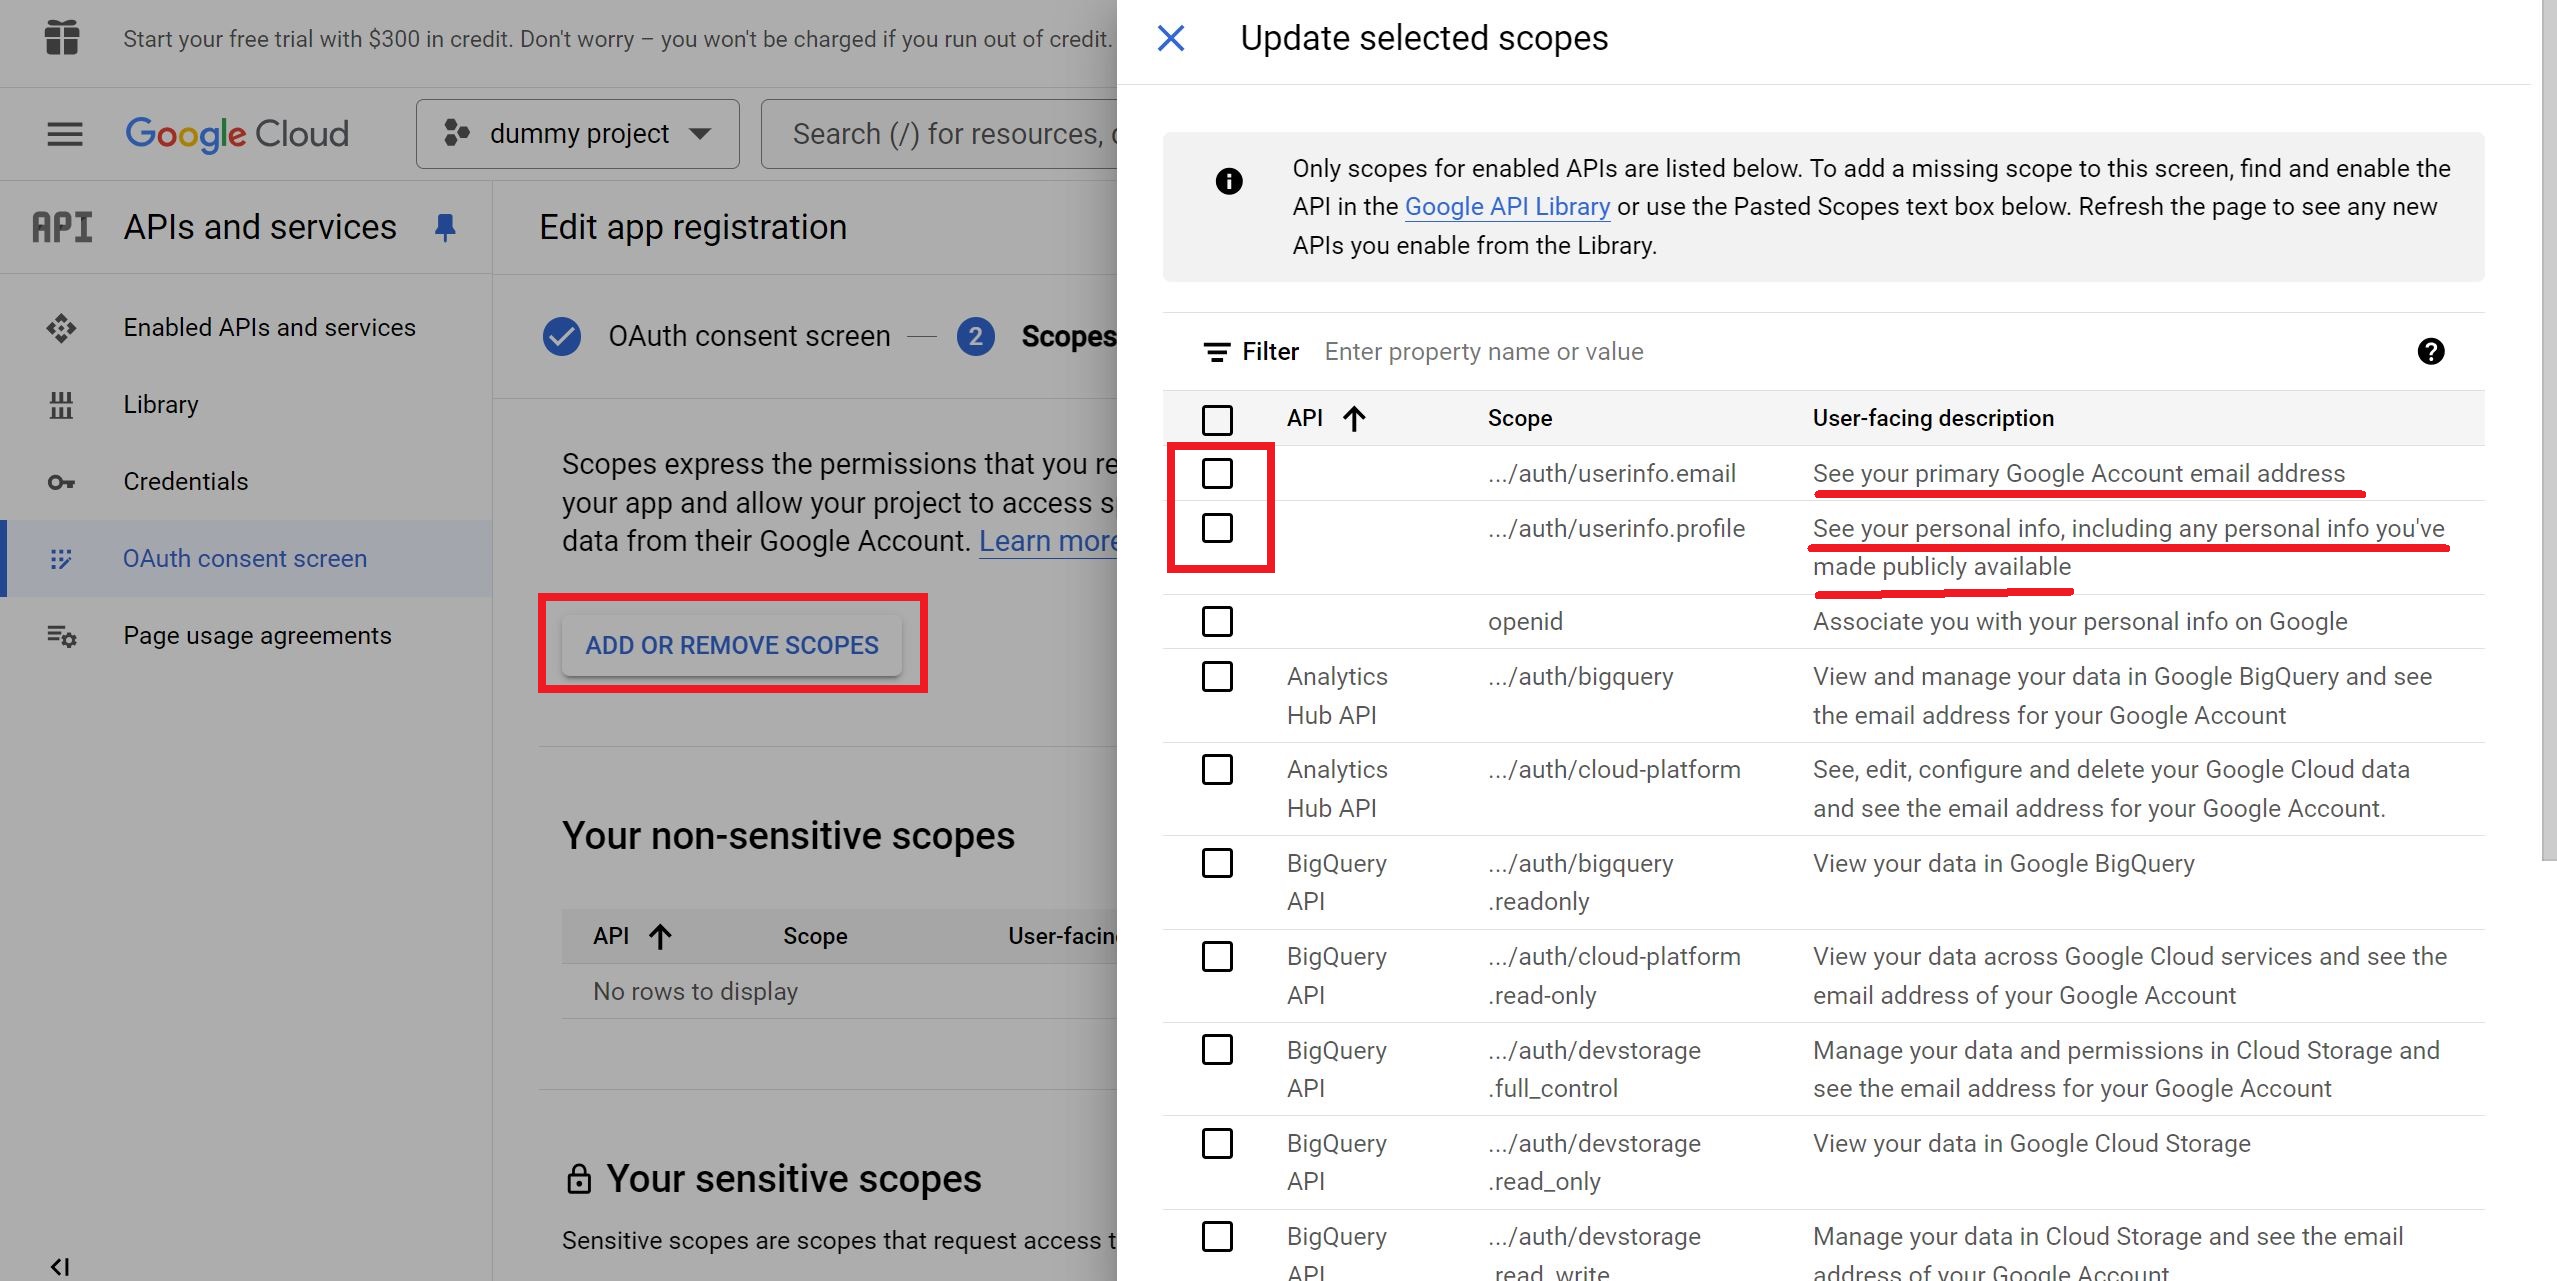 Start your free trial with $300 in credit. Don't worry – you won't be charged if you run out of credit.
Google Cloud
dummy project
Search (/) for resources,
API APIs and services
Enabled APIs and services
Library
Credentials
OAuth consent screen
Page usage agreements
Edit app registration
OAuth consent screen — 2 Scopes
Scopes express the permissions that you re
your app and allow your project to access s
data from their Google Account. Learn more
ADD OR REMOVE SCOPES
Your non-sensitive scopes
API Scope User-facin
No rows to display
Your sensitive scopes
Sensitive scopes are scopes that request access t
Update selected scopes
Only scopes for enabled APIs are listed below. To add a missing scope to this screen, find and enable the
API in the Google API Library or use the Pasted Scopes text box below. Refresh the page to see any new
APIs you enable from the Library.
Filter Enter property name or value
API Scope User-facing description
.../auth/userinfo.email See your primary Google Account email address
.../auth/userinfo.profile See your personal info, including any personal info you've
made publicly available
openid Associate you with your personal info on Google
Analytics .../auth/bigquery View and manage your data in Google BigQuery and see
Hub API the email address for your Google Account
Analytics .../auth/cloud-platform See, edit, configure and delete your Google Cloud data
Hub API and see the email address for your Google Account.
BigQuery .../auth/bigquery View your data in Google BigQuery
API .readonly
BigQuery .../auth/cloud-platform View your data across Google Cloud services and see the
API .read-only email address of your Google Account
BigQuery .../auth/devstorage Manage your data and permissions in Cloud Storage and
API .full_control see the email address for your Google Account
BigQuery .../auth/devstorage View your data in Google Cloud Storage
API .read_only
BigQuery .../auth/devstorage Manage your data in Cloud Storage and see the email
API .read_write address of your Google Account